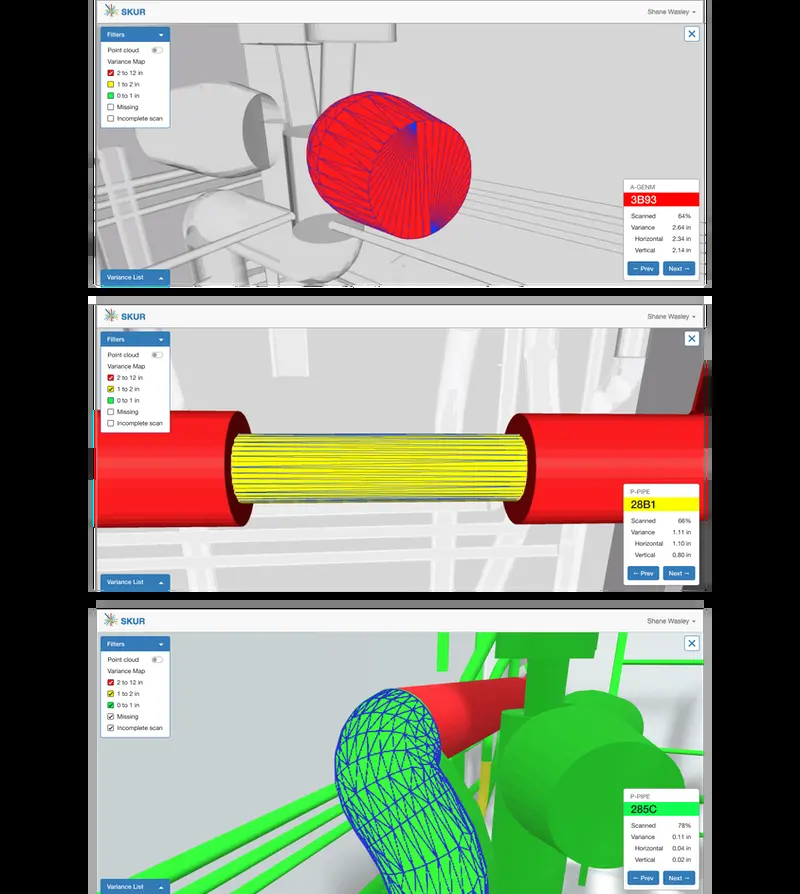 SKUR
Shane Wasley
Filters
Point cloud
Variance Map
2 to 12 in
1 to 2 in
0 to 1 in
Missing
Incomplete scan
A-GENM
3B93
Scanned 64%
Variance 2.64 in
Horizontal 2.34 in
Vertical 2.14 in
← Prev Next →
Variance List
SKUR
Shane Wasley
Filters
Point cloud
Variance Map
2 to 12 in
1 to 2 in
0 to 1 in
Missing
Incomplete scan
P-PIPE
28B1
Scanned 66%
Variance 1.11 in
Horizontal 1.10 in
Vertical 0.80 in
← Prev Next →
Variance List
SKUR
Shane Wasley
Filters
Point cloud
Variance Map
2 to 12 in
1 to 2 in
0 to 1 in
Missing
Incomplete scan
P-PIPE
285C
Scanned 78%
Variance 0.11 in
Horizontal 0.04 in
Vertical 0.02 in
← Prev Next →
Variance List